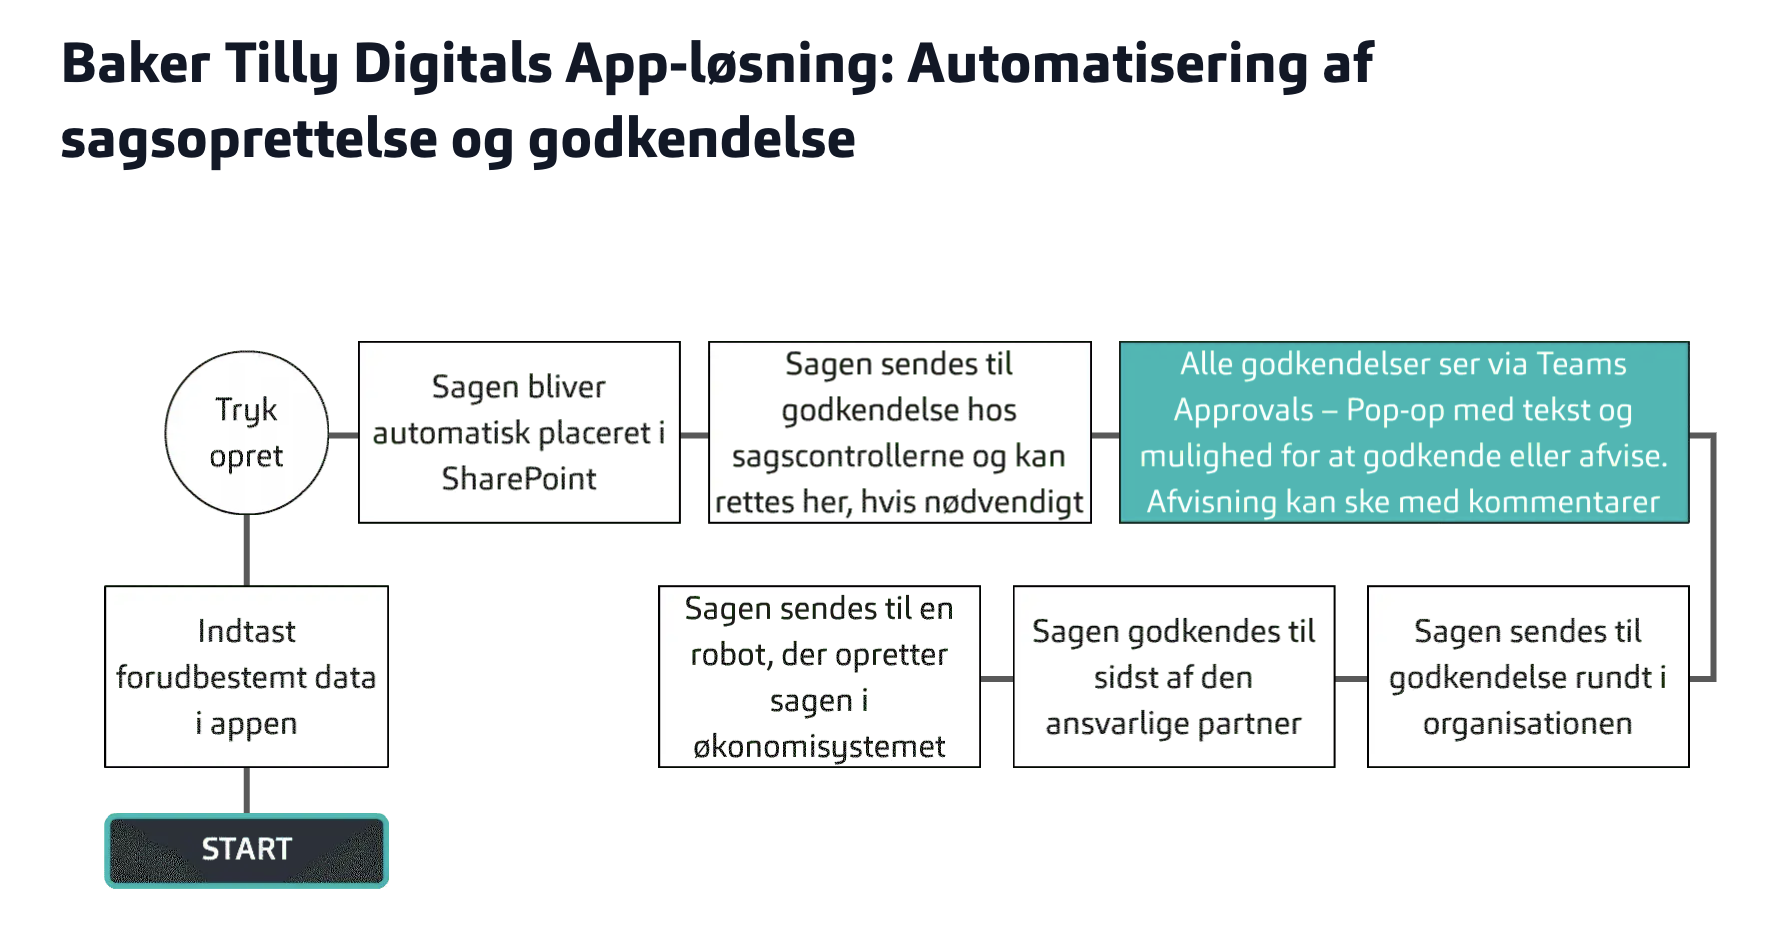 Baker Tilly Digitals App-løsning: Automatisering af
sagsoprettelse og godkendelse
START
Indtast
forudbestemt data
i appen
Tryk
opret
Sagen bliver
automatisk placeret i
SharePoint
Sagen sendes til
godkendelse hos
sagscontrollerne og kan
rettes her, hvis nødvendigt
Alle godkendelser ser via Teams
Approvals – Pop-op med tekst og
mulighed for at godkende eller afvise.
Afvisning kan ske med kommentarer
Sagen sendes til
godkendelse rundt i
organisationen
Sagen godkendes til
sidst af den
ansvarlige partner
Sagen sendes til en
robot, der opretter
sagen i
økonomisystemet